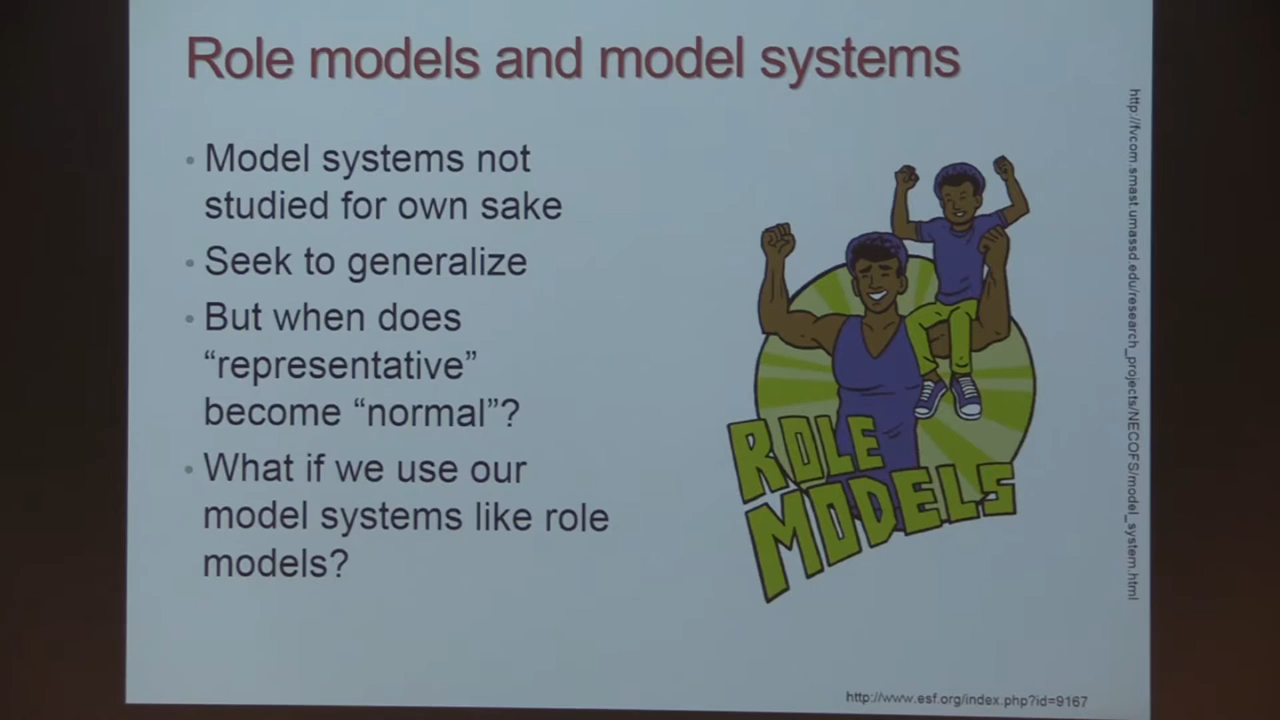 Role models and model systems
• Model systems not
studied for own sake
• Seek to generalize
• But when does
“representative”
become “normal”?
• What if we use our
model systems like role
models?
ROLE
MODELS
http://fvcom.smast.umassd.edu/research_projects/NECOFS/model_system.html
http://www.esf.org/index.php?id=9167